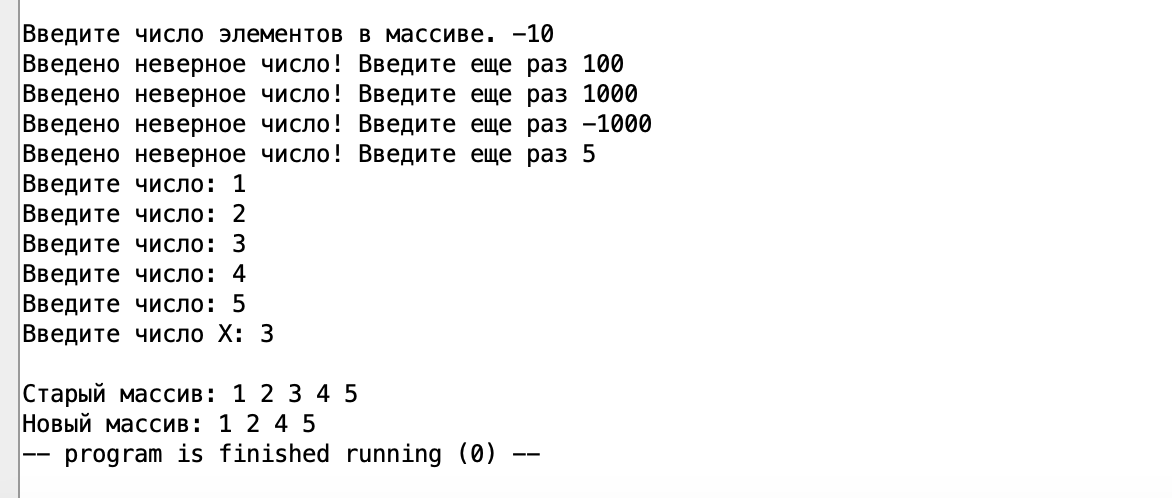 Введите число элементов в массиве. -10
Введено неверное число! Введите еще раз 100
Введено неверное число! Введите еще раз 1000
Введено неверное число! Введите еще раз -1000
Введено неверное число! Введите еще раз 5
Введите число: 1
Введите число: 2
Введите число: 3
Введите число: 4
Введите число: 5
Введите число X: 3
Старый массив: 1 2 3 4 5
Новый массив: 1 2 4 5
-- program is finished running (0) --